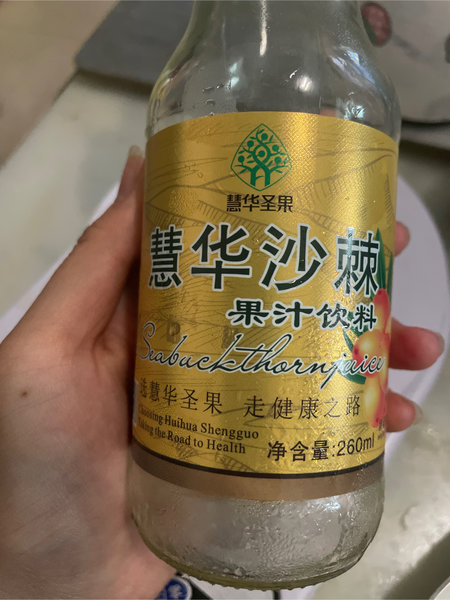 慧华圣果
慧华沙棘
果汁饮料
Seabuckthornjuice
选慧华圣果 走健康之路
Choosing Huihua Shengguo
Taking the Road to Health
净含量:260ml